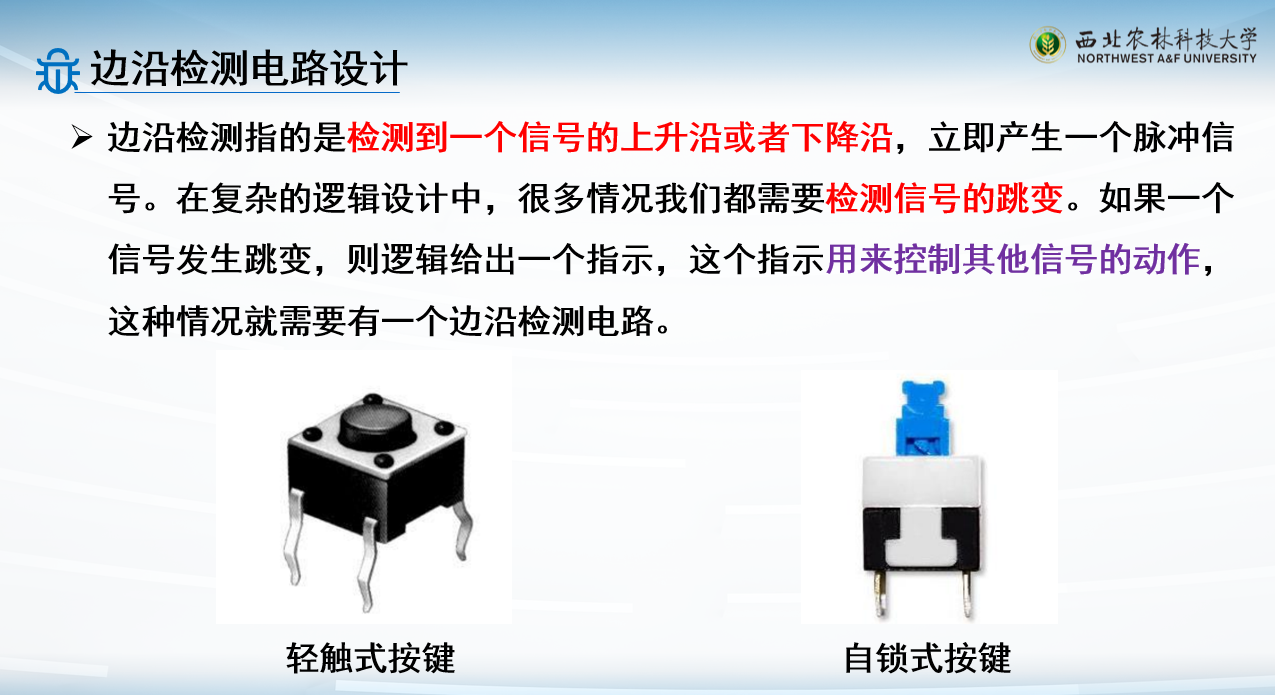 西北农林科技大学
NORTHWEST A&F UNIVERSITY
边沿检测电路设计
边沿检测指的是检测到一个信号的上升沿或者下降沿，立即产生一个脉冲信
号。在复杂的逻辑设计中，很多情况我们都需要检测信号的跳变。如果一个
信号发生跳变，则逻辑给出一个指示，这个指示用来控制其他信号的动作，
这种情况就需要有一个边沿检测电路。
轻触式按键
自锁式按键